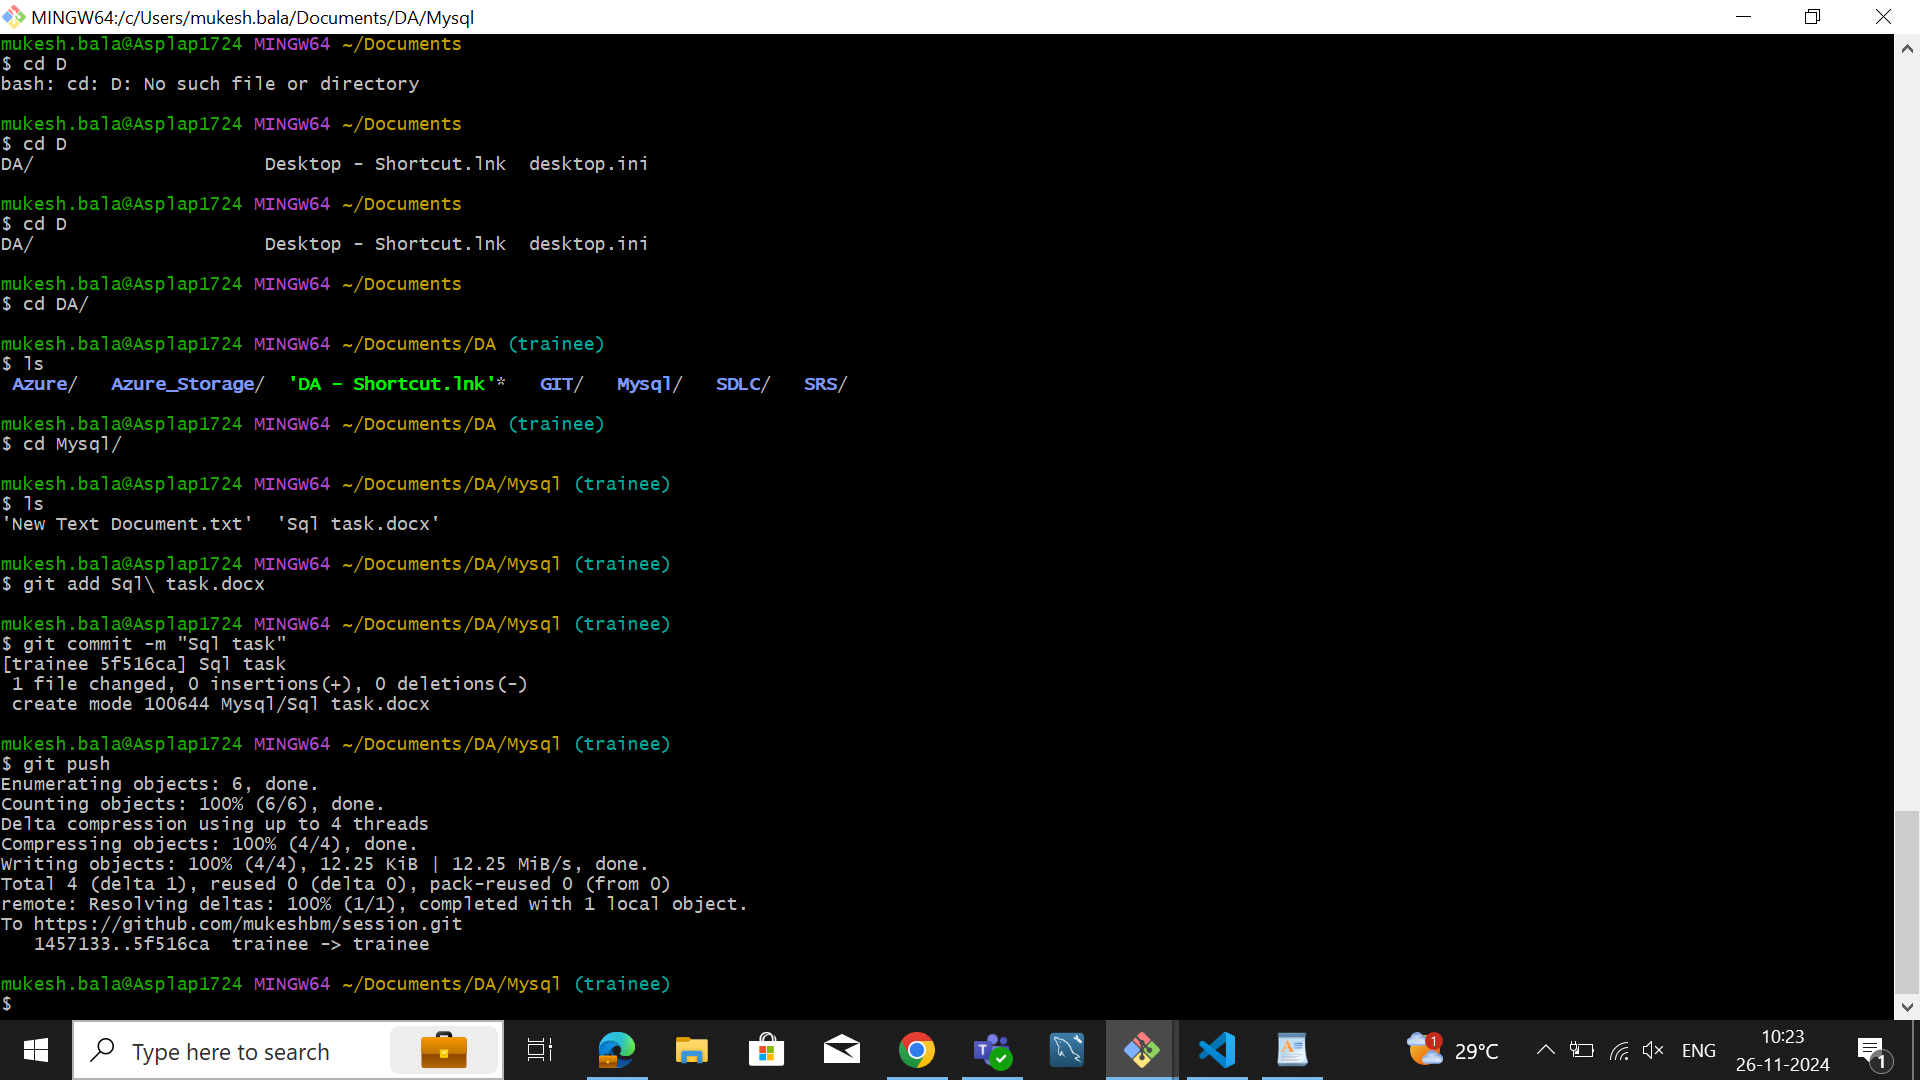 MINGW64:/c/Users/mukesh.bala/Documents/DA/Mysql
mukesh.bala@Asplap1724 MINGW64 ~/Documents
$ cd D
bash: cd: D: No such file or directory
mukesh.bala@Asplap1724 MINGW64 ~/Documents
$ cd D
DA/                     Desktop - Shortcut.lnk  desktop.ini
mukesh.bala@Asplap1724 MINGW64 ~/Documents
$ cd D
DA/                     Desktop - Shortcut.lnk  desktop.ini
mukesh.bala@Asplap1724 MINGW64 ~/Documents
$ cd DA/
mukesh.bala@Asplap1724 MINGW64 ~/Documents/DA (trainee)
$ ls
 Azure/   Azure_Storage/  'DA - Shortcut.lnk'*   GIT/   Mysql/   SDLC/   SRS/
mukesh.bala@Asplap1724 MINGW64 ~/Documents/DA (trainee)
$ cd Mysql/
mukesh.bala@Asplap1724 MINGW64 ~/Documents/DA/Mysql (trainee)
$ ls
'New Text Document.txt'  'Sql task.docx'
mukesh.bala@Asplap1724 MINGW64 ~/Documents/DA/Mysql (trainee)
$ git add Sql\ task.docx
mukesh.bala@Asplap1724 MINGW64 ~/Documents/DA/Mysql (trainee)
$ git commit -m "Sql task"
[trainee 5f516ca] Sql task
 1 file changed, 0 insertions(+), 0 deletions(-)
 create mode 100644 Mysql/Sql task.docx
mukesh.bala@Asplap1724 MINGW64 ~/Documents/DA/Mysql (trainee)
$ git push
Enumerating objects: 6, done.
Counting objects: 100% (6/6), done.
Delta compression using up to 4 threads
Compressing objects: 100% (4/4), done.
Writing objects: 100% (4/4), 12.25 KiB | 12.25 MiB/s, done.
Total 4 (delta 1), reused 0 (delta 0), pack-reused 0 (from 0)
remote: Resolving deltas: 100% (1/1), completed with 1 local object.
To https://github.com/mukeshbm/session.git
   1457133..5f516ca  trainee -> trainee
mukesh.bala@Asplap1724 MINGW64 ~/Documents/DA/Mysql (trainee)
$
Type here to search
1
29°C
ENG
10:23
26-11-2024
1